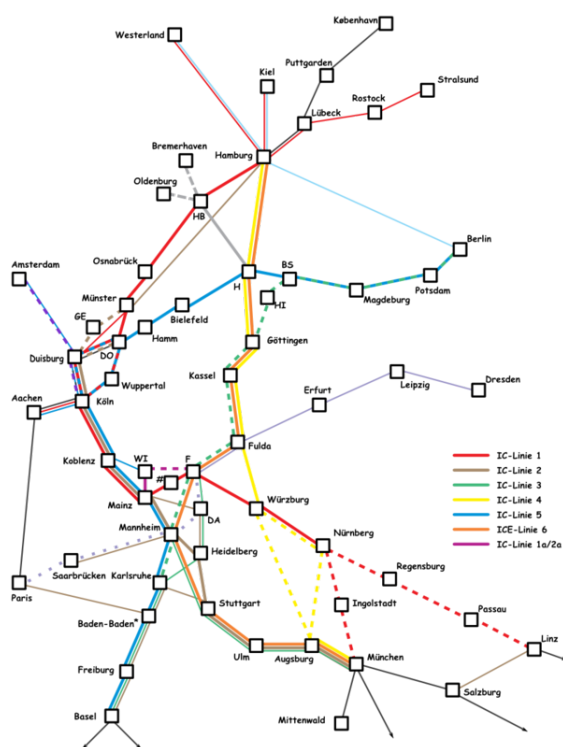 København
Westerland
Puttgarden
Kiel
Stralsund
Rostock
Lübeck
Bremerhaven
Hamburg
Oldenburg
HB
Berlin
Osnabrück
Amsterdam
BS
H
Potsdam
Magdeburg
Münster
HI
Bielefeld
GE
Hamm
Göttingen
DO
Duisburg
Kassel
Wuppertal
Erfurt
Leipzig
Dresden
Aachen
Köln
Fulda
Koblenz
WI
F
#
Mainz
Würzburg
Mannheim
DA
Nürnberg
Heidelberg
Regensburg
Saarbrücken
Karlsruhe
Paris
Stuttgart
Ingolstadt
Passau
Baden-Baden*
Linz
Ulm
Augsburg
München
Freiburg
Salzburg
Basel
Mittenwald
IC-Linie 1
IC-Linie 2
IC-Linie 3
IC-Linie 4
IC-Linie 5
ICE-Linie 6
IC-Linie 1a/2a